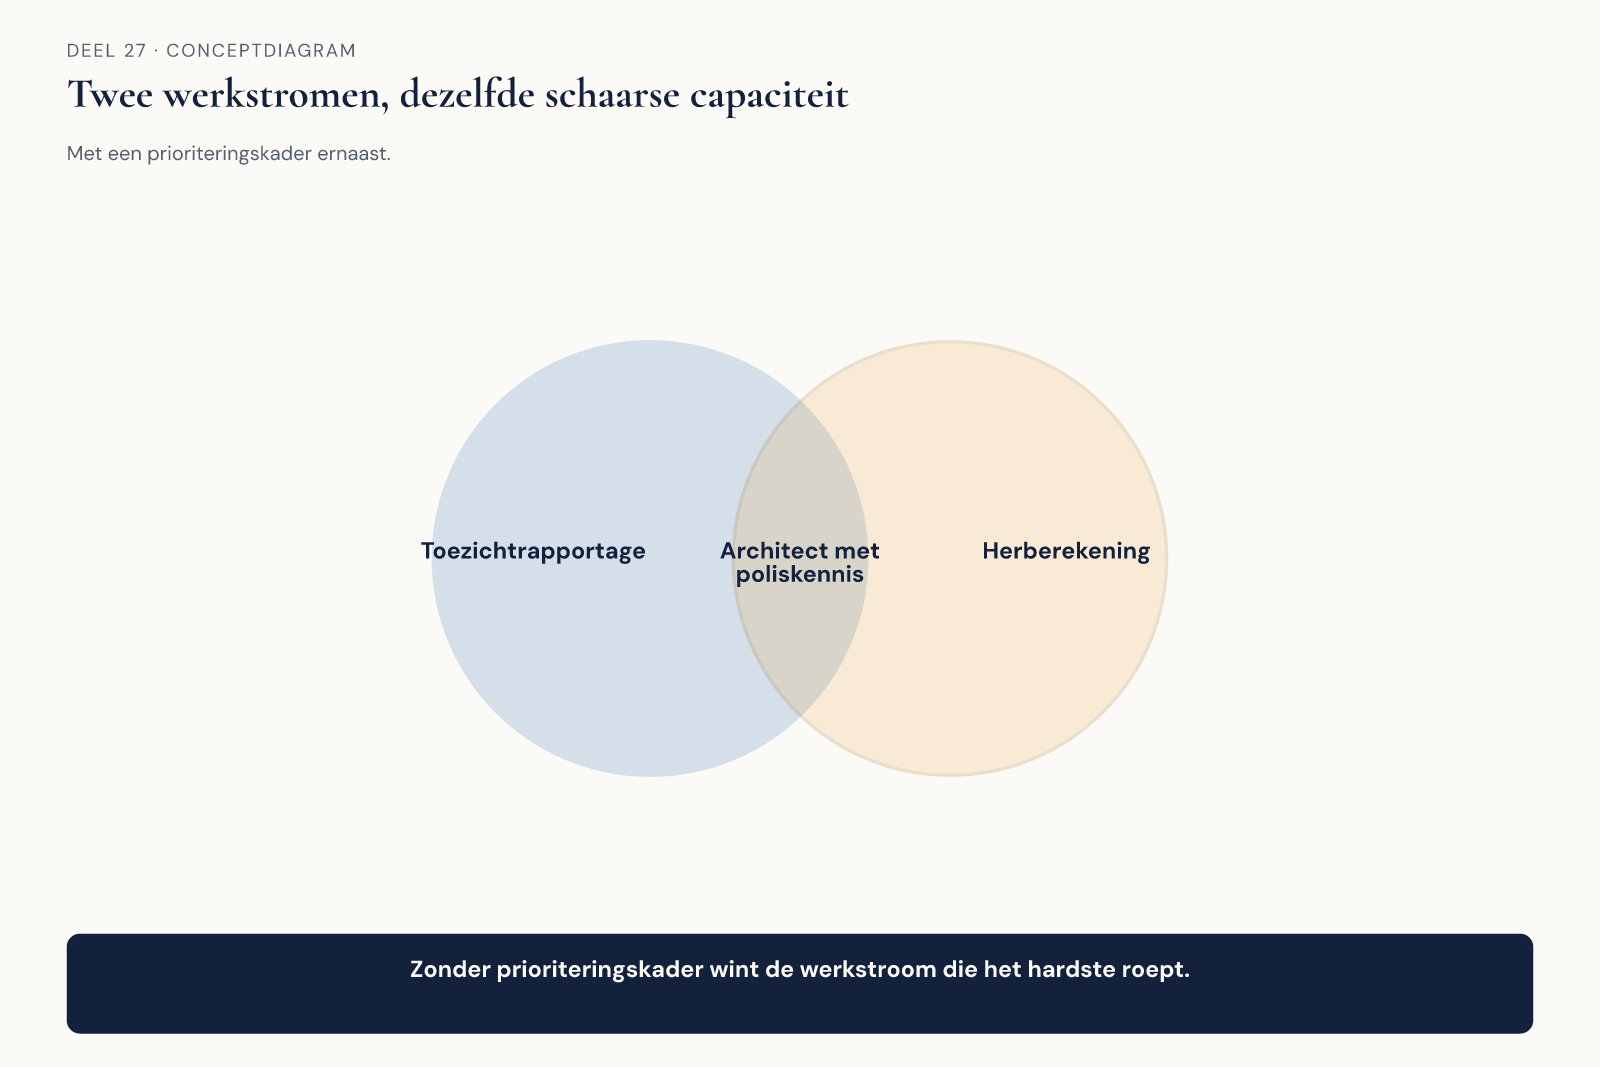 DEEL 27 · CONCEPTDIAGRAM
Twee werkstromen, dezelfde schaarse capaciteit
Met een prioriteringskader ernaast.
Toezichtrapportage
Architect met
poliskennis
Herberekening
Zonder prioriteringskader wint de werkstroom die het hardste roept.